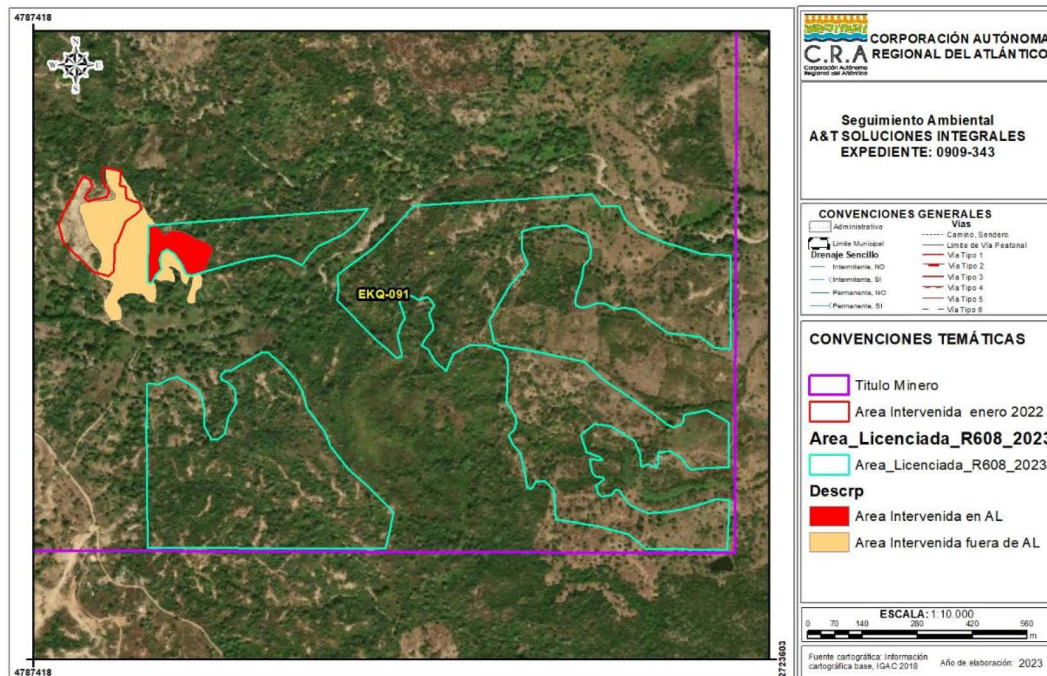 4787418
N
W
E
S
EKQ-091
4787418
2723603
C.R.A
Corporación Autónoma
Regional del Atlántico
CORPORACIÓN AUTÓNOMA
REGIONAL DEL ATLÁNTICO
Seguimiento Ambiental
A&T SOLUCIONES INTEGRALES
EXPEDIENTE: 0909-343
CONVENCIONES GENERALES
Administrativo
Limite Municipal
Drenaje Sencillo
Intermitente, NO
Intermitente, SI
Permanente, NO
Permanente, SI
Vías
Camino, Sendero
Limite de Vía Peatonal
Vía Tipo 1
Vía Tipo 2
Vía Tipo 3
Vía Tipo 4
Vía Tipo 5
Vía Tipo 6
CONVENCIONES TEMÁTICAS
Titulo Minero
Area Intervenida enero 2022
Area_Licenciada_R608_2023
Area_Licenciada_R608_2023
Descrp
Area Intervenida en AL
Area Intervenida fuera de AL
ESCALA: 1:10.000
0 70 140 280 420 560
m
Fuente cartográfica: Información
cartográfica base, IGAC 2018
Año de elaboración: 2023